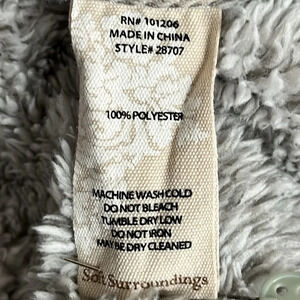 RN# 101206
MADE IN CHINA
STYLE# 28707
100% POLYESTER
MACHINE WASH COLD
DO NOT BLEACH
TUMBLE DRY LOW
DO NOT IRON
MAY BE DRY CLEANED
Soft Surroundings